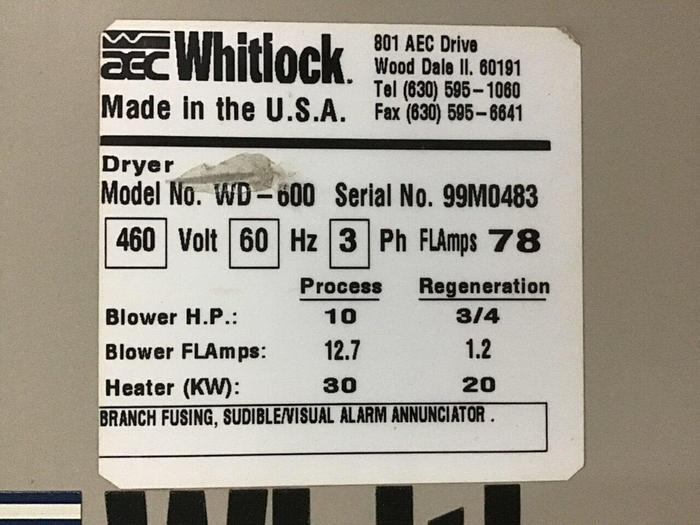 AEC Whitlock.
Made in the U.S.A.
801 AEC Drive
Wood Dale Il. 60191
Tel (630) 595-1060
Fax (630) 595-6641
Dryer
Model No. WD-600 Serial No. 99M0483
460 Volt 60 Hz 3 Ph FLAmps 78
Process Regeneration
Blower H.P.: 10 3/4
Blower FLAmps: 12.7 1.2
Heater (KW): 30 20
BRANCH FUSING, SUDIBLE/VISUAL ALARM ANNUNCIATOR .